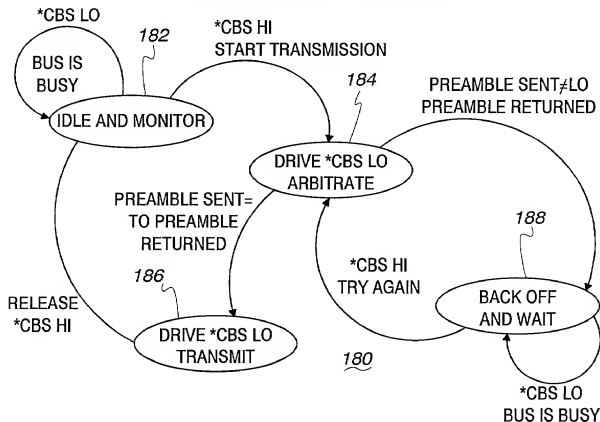 *CBS LO
182
*CBS HI
START TRANSMISSION
BUS IS
BUSY
184
PREAMBLE SENT≠LO
PREAMBLE RETURNED
IDLE AND MONITOR
DRIVE *CBS LO
ARBITRATE
PREAMBLE SENT=
TO PREAMBLE
RETURNED
188
*CBS HI
TRY AGAIN
186
BACK OFF
AND WAIT
RELEASE
*CBS HI
DRIVE *CBS LO
TRANSMIT
180
*CBS LO
BUS IS BUSY